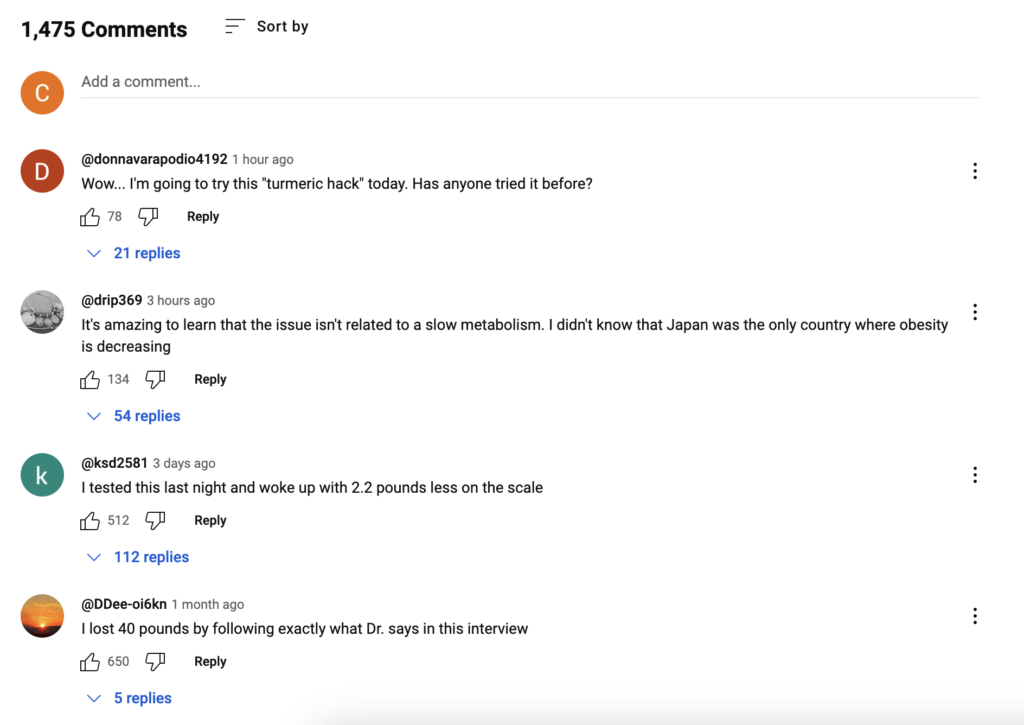 1,475 Comments Sort by
C Add a comment...
D @donnavarapodio4192 1 hour ago
Wow... I'm going to try this "turmeric hack" today. Has anyone tried it before?
78 Reply
21 replies
@drip369 3 hours ago
It's amazing to learn that the issue isn't related to a slow metabolism. I didn't know that Japan was the only country where obesity
is decreasing
134 Reply
54 replies
k @ksd2581 3 days ago
I tested this last night and woke up with 2.2 pounds less on the scale
512 Reply
112 replies
@DDee-oi6kn 1 month ago
I lost 40 pounds by following exactly what Dr. says in this interview
650 Reply
5 replies